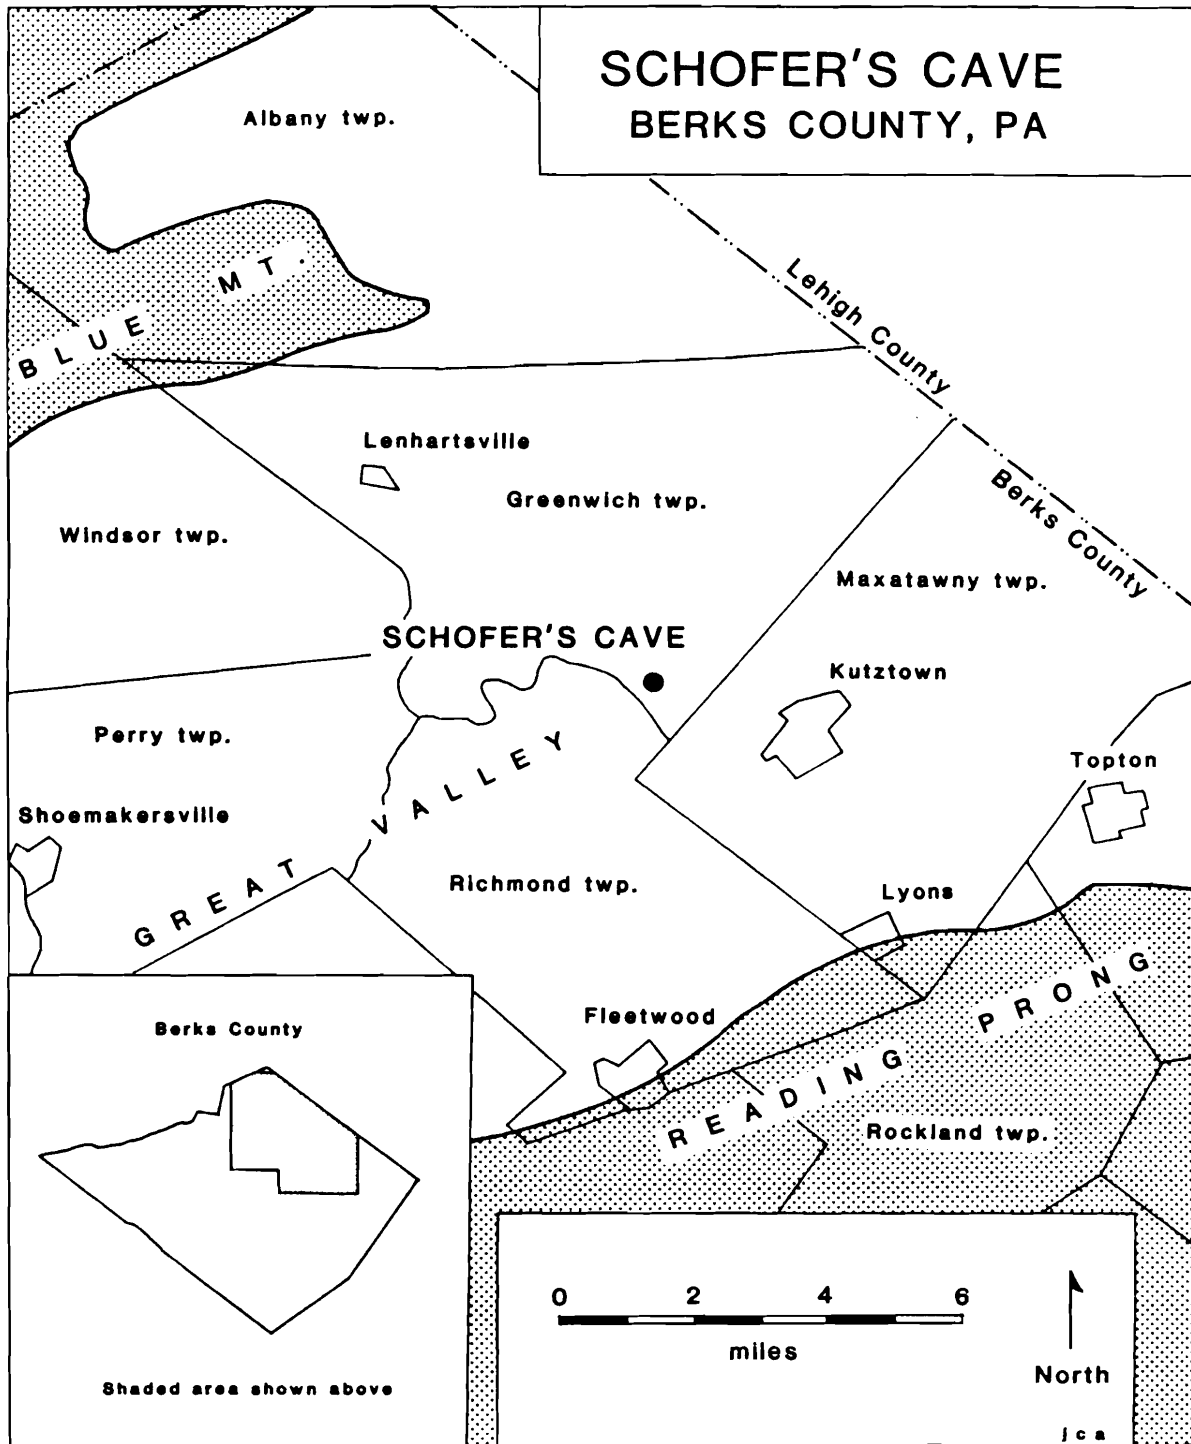 SCHOFER'S CAVE
BERKS COUNTY, PA
Albany twp.
BLUE MT.
Lehigh County
Berks County
Lenhartsville
Greenwich twp.
Windsor twp.
Maxatawny twp.
SCHOFER'S CAVE
Kutztown
Perry twp.
Topton
Shoemakersville
GREAT VALLEY
Richmond twp.
Lyons
Fleetwood
READING PRONG
Rockland twp.
Berks County
Shaded area shown above
0 2 4 6
miles
North
jca